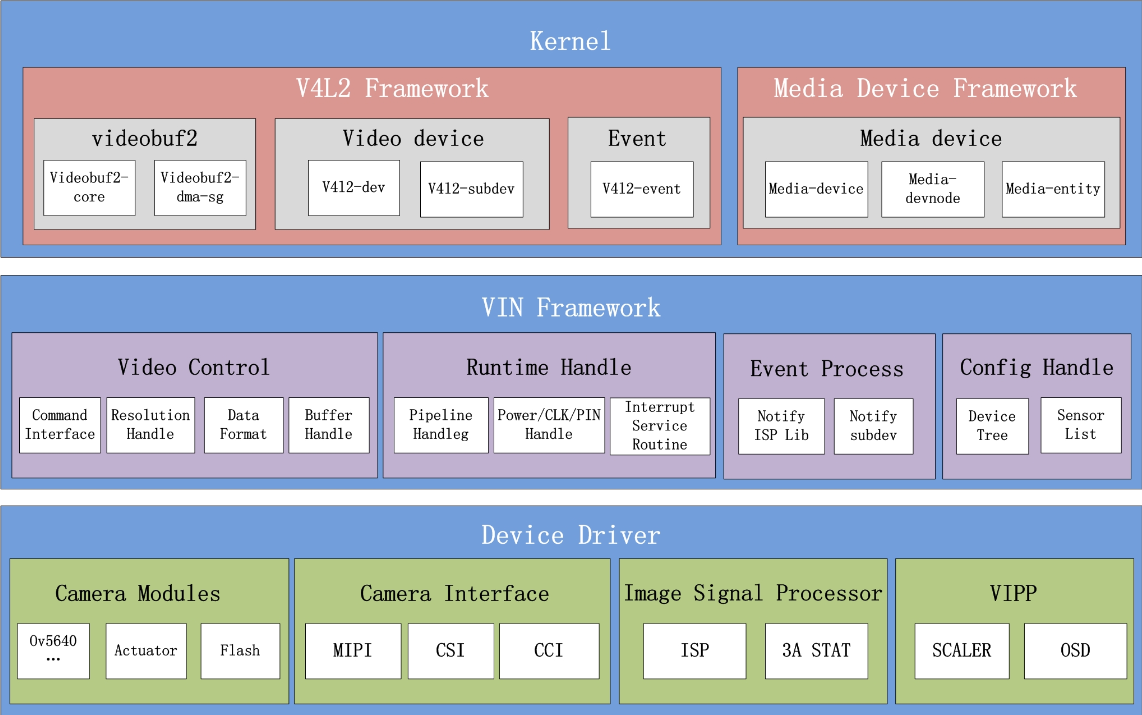 Kernel
V4L2 Framework
videobuf2
Videobuf2-
core
Videobuf2-
dma-sg
Video device
V4l2-dev
V4l2-subdev
Event
V4l2-event
Media Device Framework
Media device
Media-device
Media-
devnode
Media-entity
VIN Framework
Video Control
Command
Interface
Resolution
Handle
Data
Format
Buffer
Handle
Runtime Handle
Pipeline
Handleg
Power/CLK/PIN
Handle
Interrupt
Service
Routine
Event Process
Notify
ISP Lib
Notify
subdev
Config Handle
Device
Tree
Sensor
List
Device Driver
Camera Modules
Ov5640
…
Actuator
Flash
Camera Interface
MIPI
CSI
CCI
Image Signal Processor
ISP
3A STAT
VIPP
SCALER
OSD